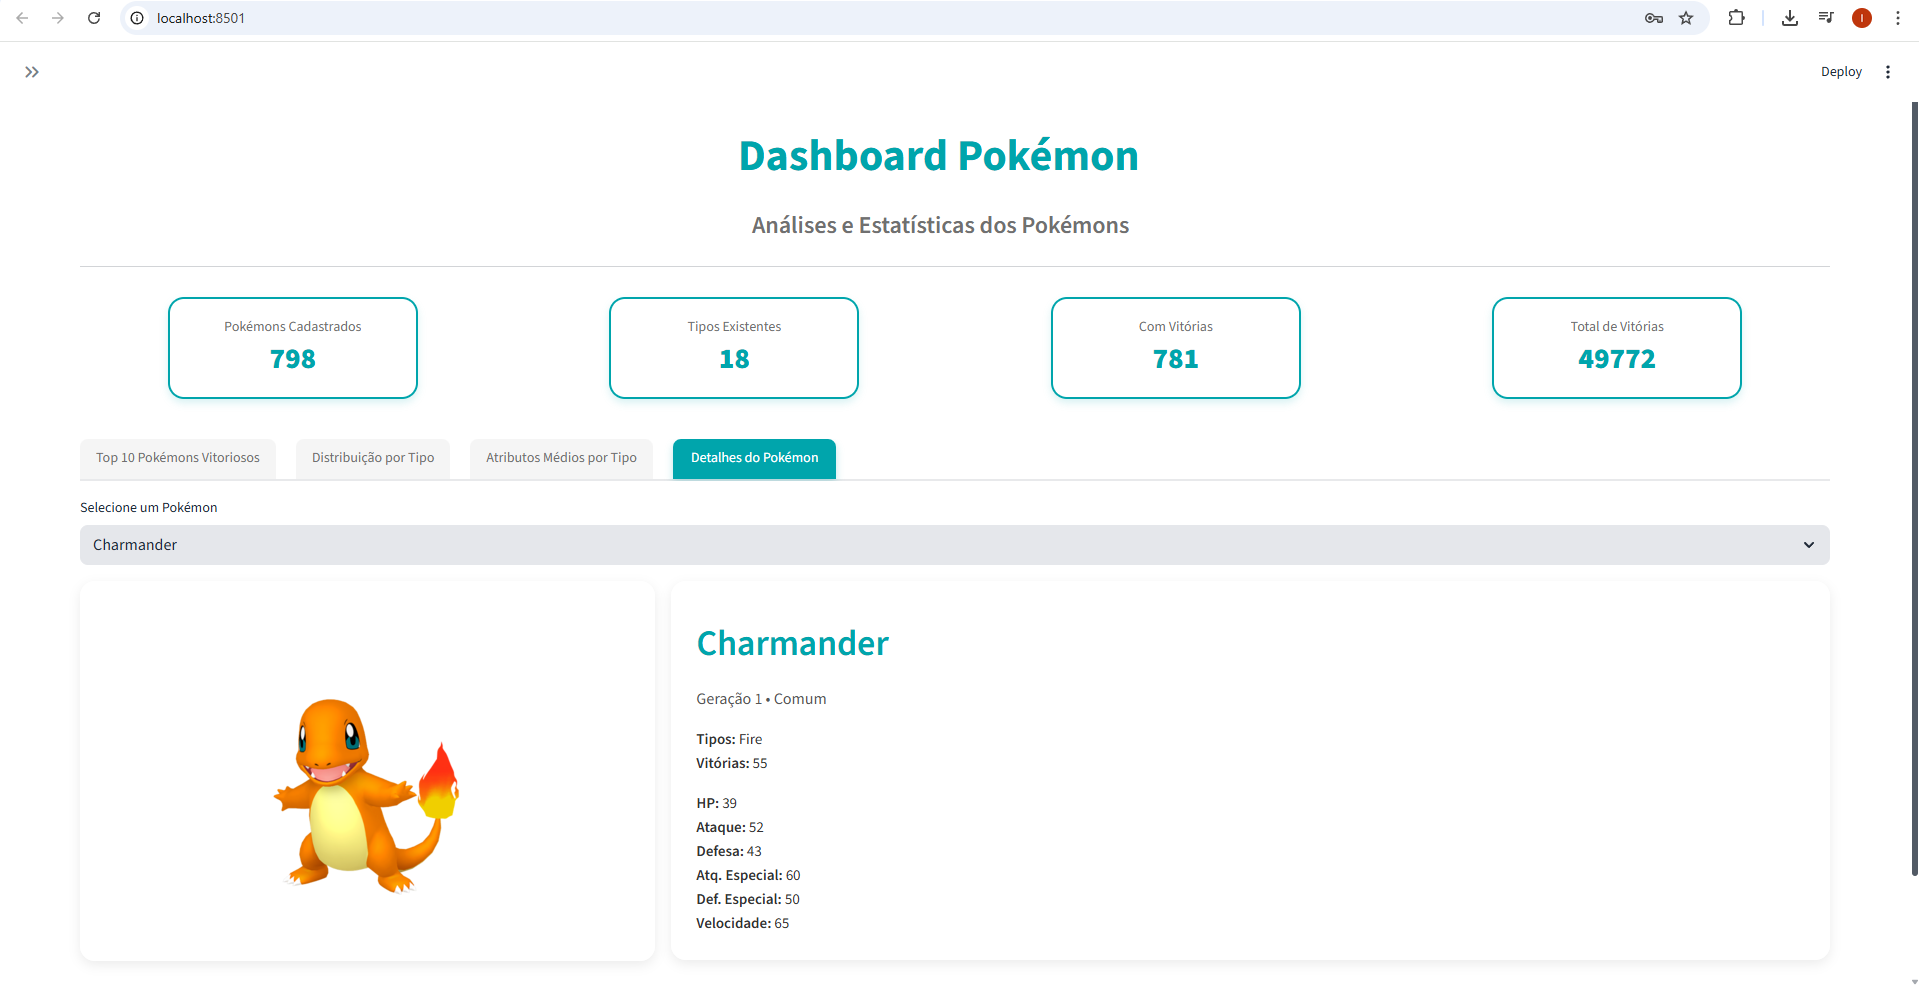 localhost:8501
I
Deploy
Dashboard Pokémon
Análises e Estatísticas dos Pokémons
Pokémons Cadastrados
798
Tipos Existentes
18
Com Vitórias
781
Total de Vitórias
49772
Top 10 Pokémons Vitoriosos
Distribuição por Tipo
Atributos Médios por Tipo
Detalhes do Pokémon
Selecione um Pokémon
Charmander
Charmander
Geração 1 • Comum
Tipos: Fire
Vitórias: 55
HP: 39
Ataque: 52
Defesa: 43
Atq. Especial: 60
Def. Especial: 50
Velocidade: 65